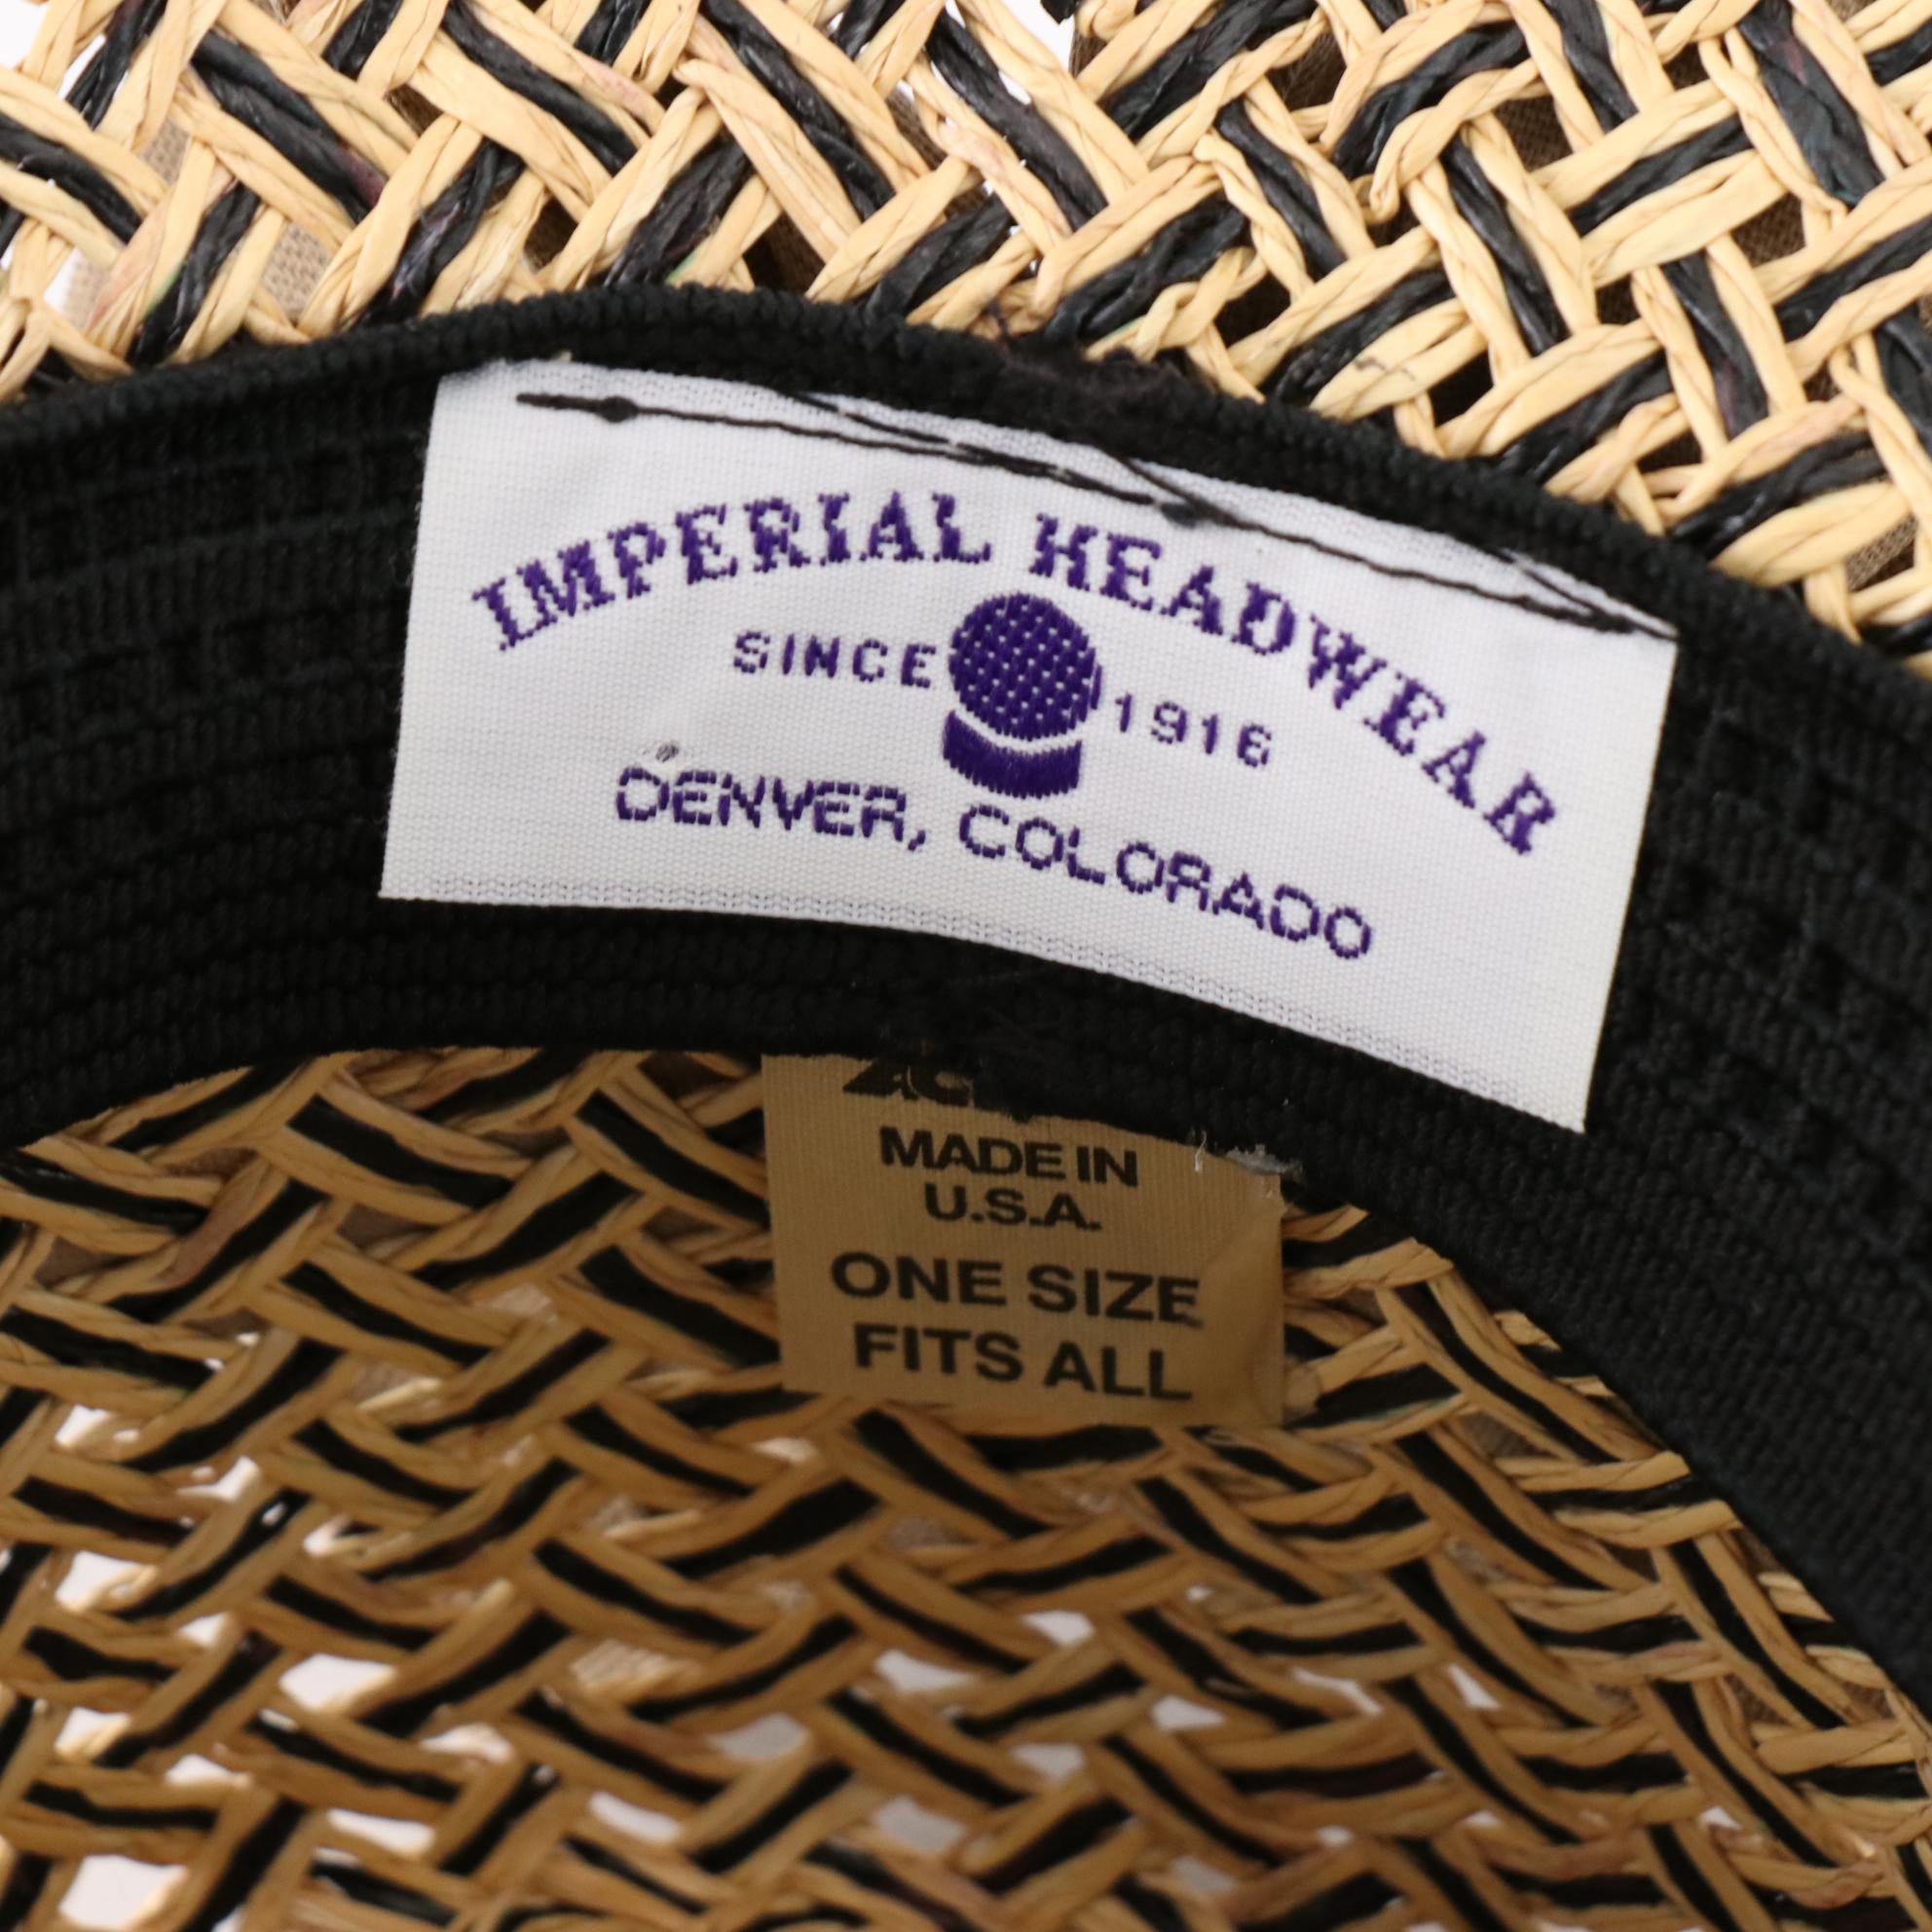 IMPERIAL HEADWEAR
SINCE 1916
DENVER, COLORADO
MADE IN
U.S.A.
ONE SIZE
FITS ALL